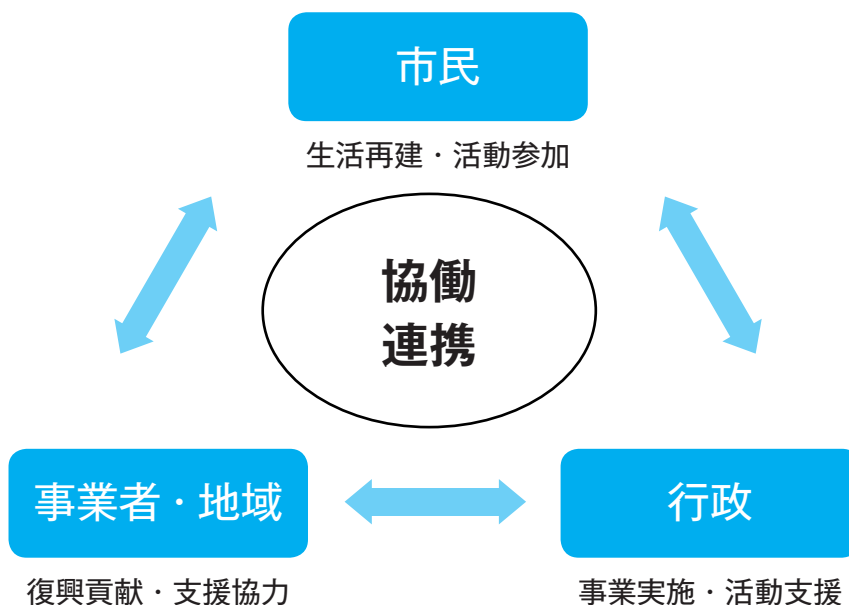 市民
生活再建・活動参加
協働
連携
事業者・地域
復興貢献・支援協力
行政
事業実施・活動支援